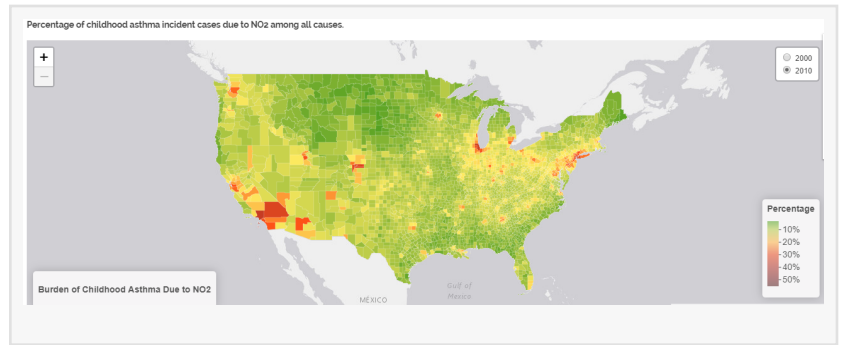 Percentage of childhood asthma incident cases due to NO2 among all causes.
+
−
2000
2010
Percentage
10%
20%
30%
40%
50%
Burden of Childhood Asthma Due to NO2
MÉXICO
Gulf of
Mexico